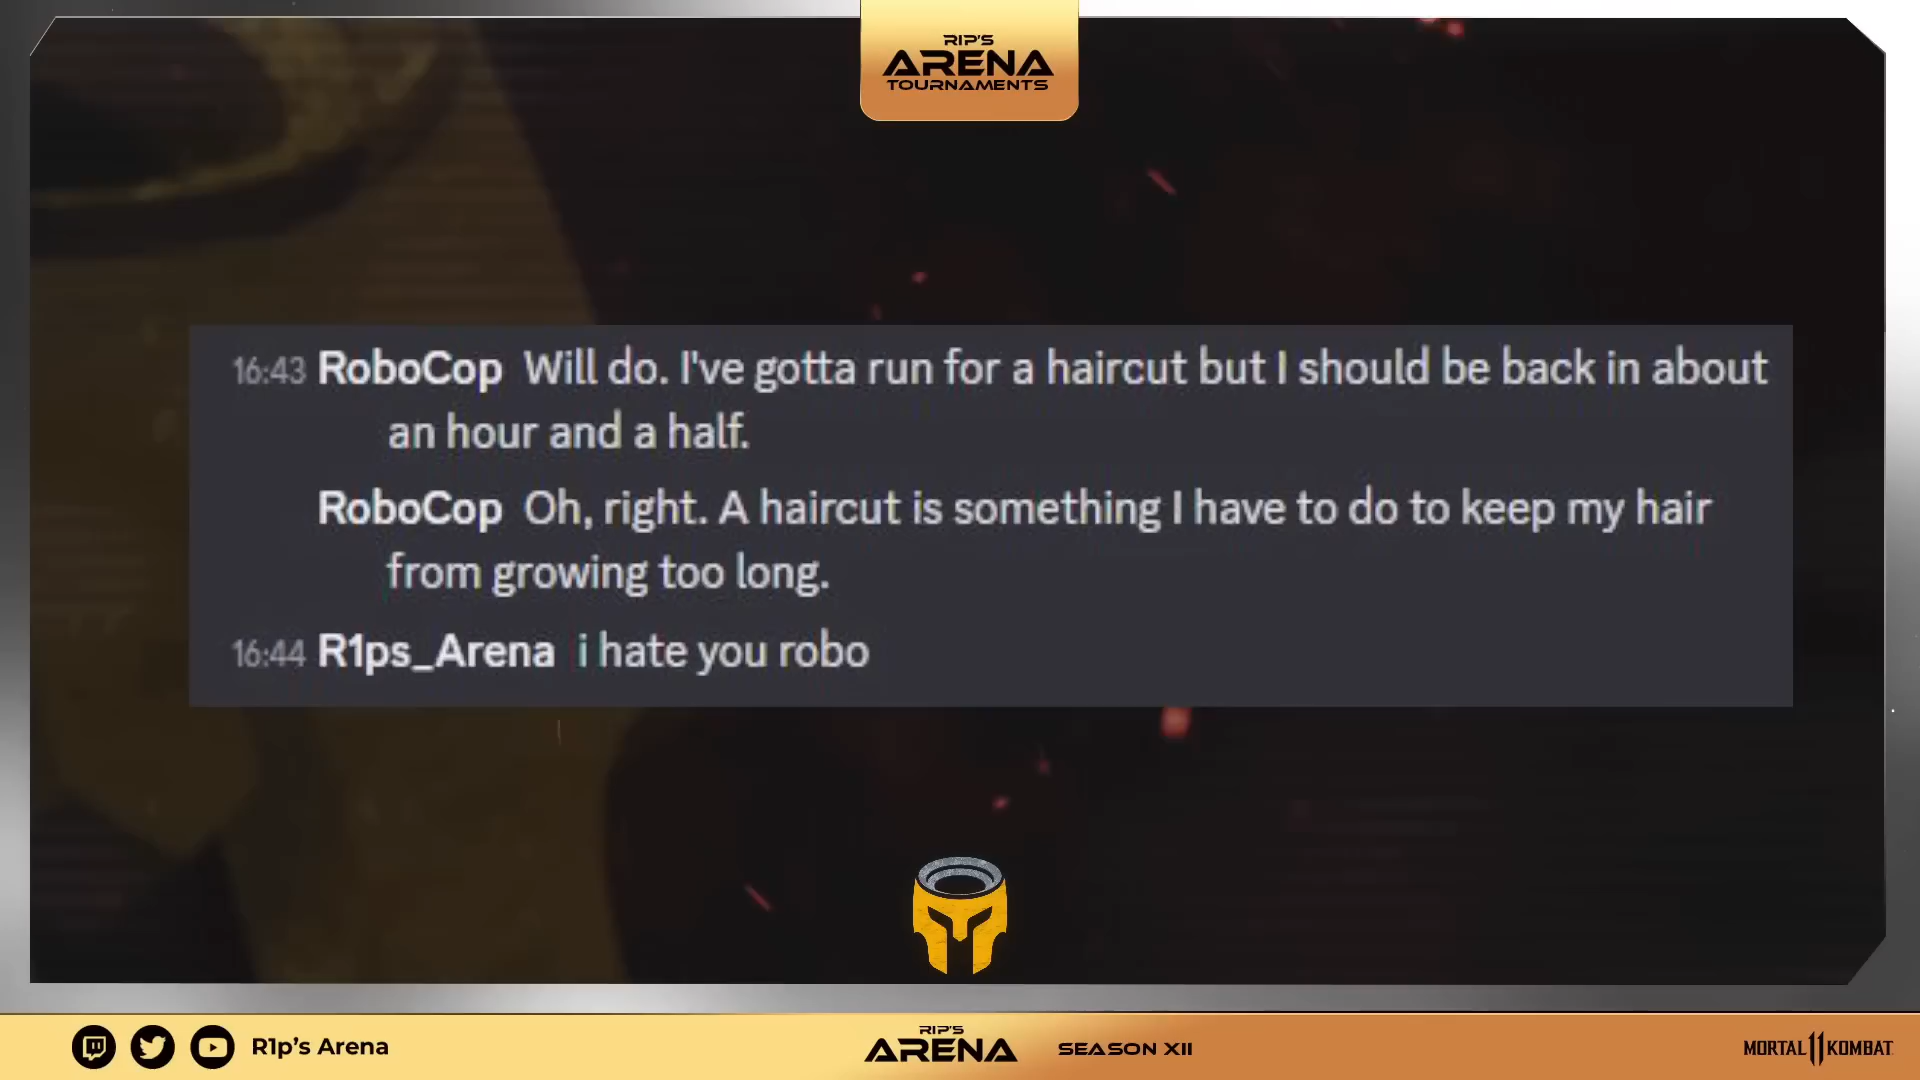 RIP'S
ARENA
TOURNAMENTS
16:43 RoboCop Will do. I've gotta run for a haircut but I should be back in about
an hour and a half.
RoboCop Oh, right. A haircut is something I have to do to keep my hair
from growing too long.
16:44 R1ps_Arena i hate you robo
R1p's Arena
RIP'S
ARENA
SEASON XII
MORTAL 11 KOMBAT